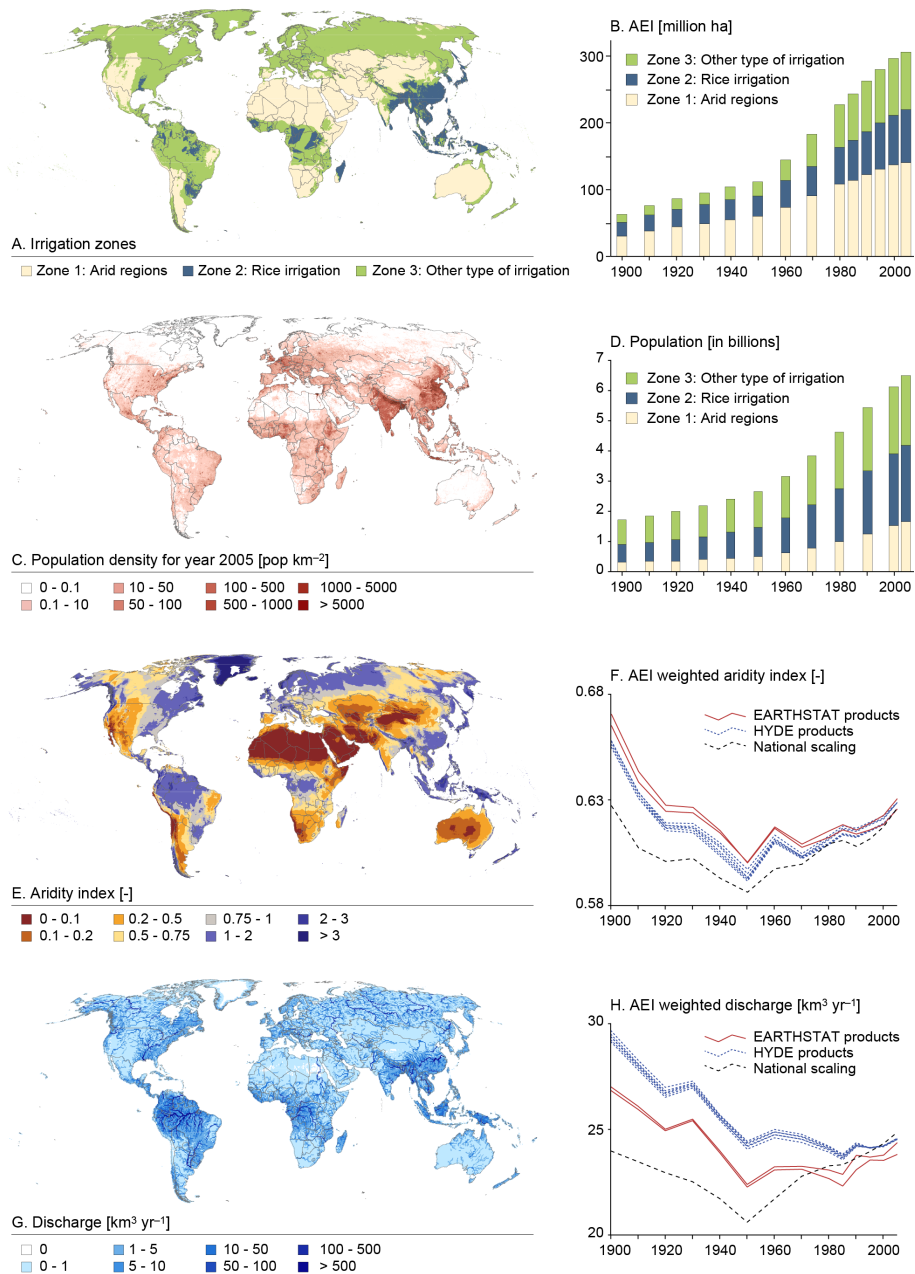 A. Irrigation zones
Zone 1: Arid regions Zone 2: Rice irrigation Zone 3: Other type of irrigation
B. AEI [million ha]
300
200
100
0
Zone 3: Other type of irrigation
Zone 2: Rice irrigation
Zone 1: Arid regions
1900 1920 1940 1960 1980 2000
C. Population density for year 2005 [pop km–2]
0 - 0.1 10 - 50 100 - 500 1000 - 5000
0.1 - 10 50 - 100 500 - 1000 > 5000
D. Population [in billions]
7
6
5
4
3
2
1
0
Zone 3: Other type of irrigation
Zone 2: Rice irrigation
Zone 1: Arid regions
1900 1920 1940 1960 1980 2000
E. Aridity index [-]
0 - 0.1 0.2 - 0.5 0.75 - 1 2 - 3
0.1 - 0.2 0.5 - 0.75 1 - 2 > 3
F. AEI weighted aridity index [-]
0.68
0.63
0.58
EARTHSTAT products
HYDE products
National scaling
1900 1920 1940 1960 1980 2000
G. Discharge [km3 yr–1]
0 1 - 5 10 - 50 100 - 500
0 - 1 5 - 10 50 - 100 > 500
H. AEI weighted discharge [km3 yr–1]
30
25
20
EARTHSTAT products
HYDE products
National scaling
1900 1920 1940 1960 1980 2000